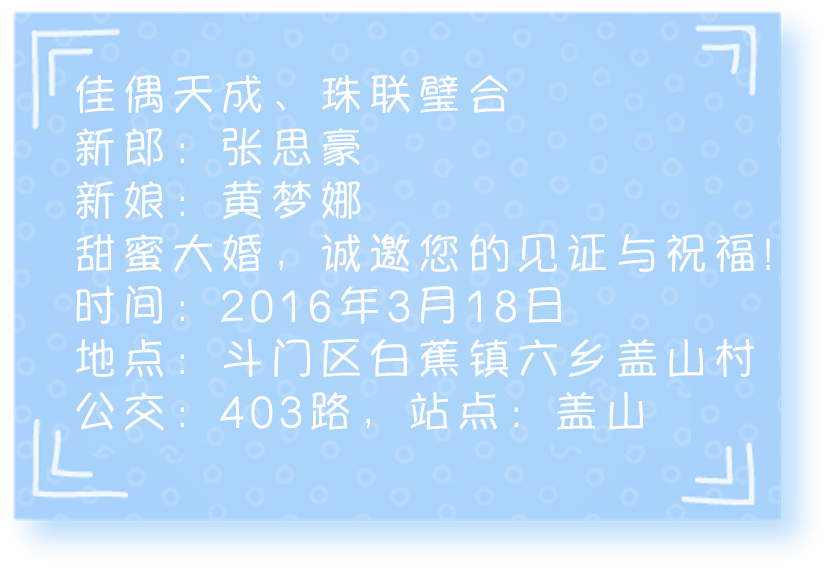 佳偶天成、珠联璧合
新郎：张思豪
新娘：黄梦娜
甜蜜大婚，诚邀您的见证与祝福!
时间：2016年3月18日
地点：斗门区白蕉镇六乡盖山村
公交：403路，站点：盖山